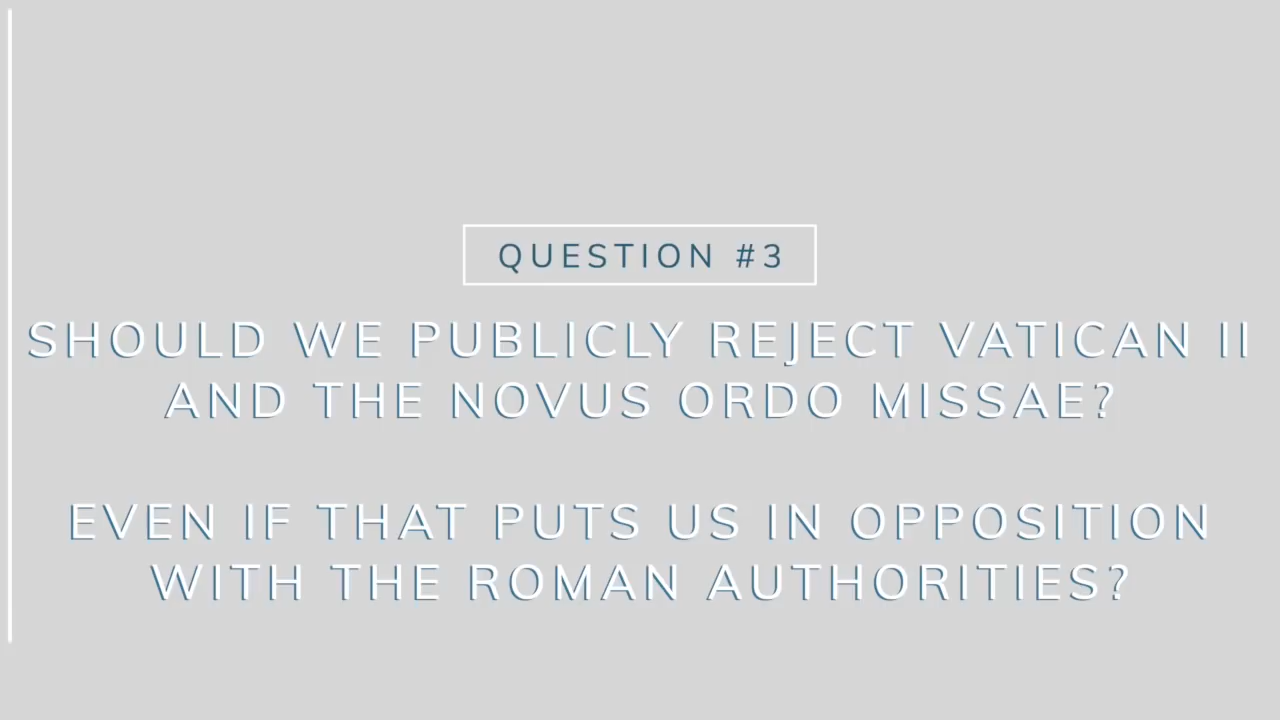 QUESTION #3
SHOULD WE PUBLICLY REJECT VATICAN II
AND THE NOVUS ORDO MISSAE?
EVEN IF THAT PUTS US IN OPPOSITION
WITH THE ROMAN AUTHORITIES?